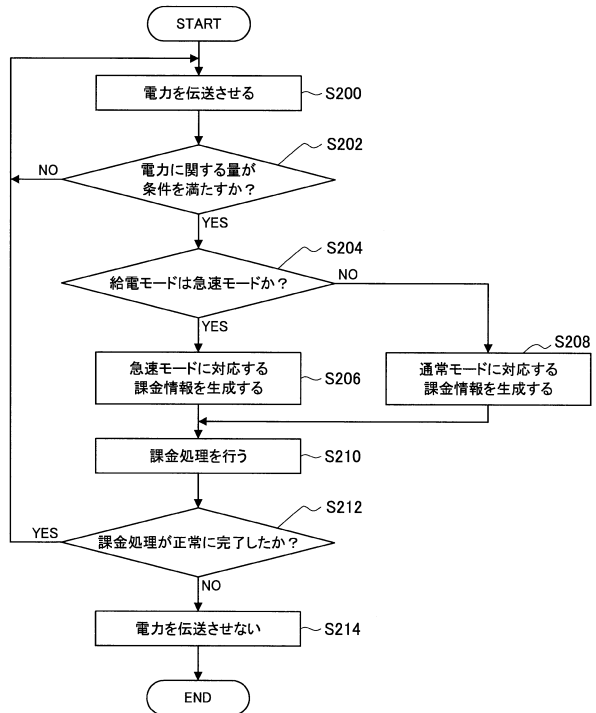 START
電力を伝送させる
S200
S202
電力に関する量が
条件を満たすか？
NO
YES
S204
給電モードは急速モードか？
NO
YES
急速モードに対応する
課金情報を生成する
S206
S208
通常モードに対応する
課金情報を生成する
課金処理を行う
S210
S212
課金処理が正常に完了したか？
YES
NO
電力を伝送させない
S214
END